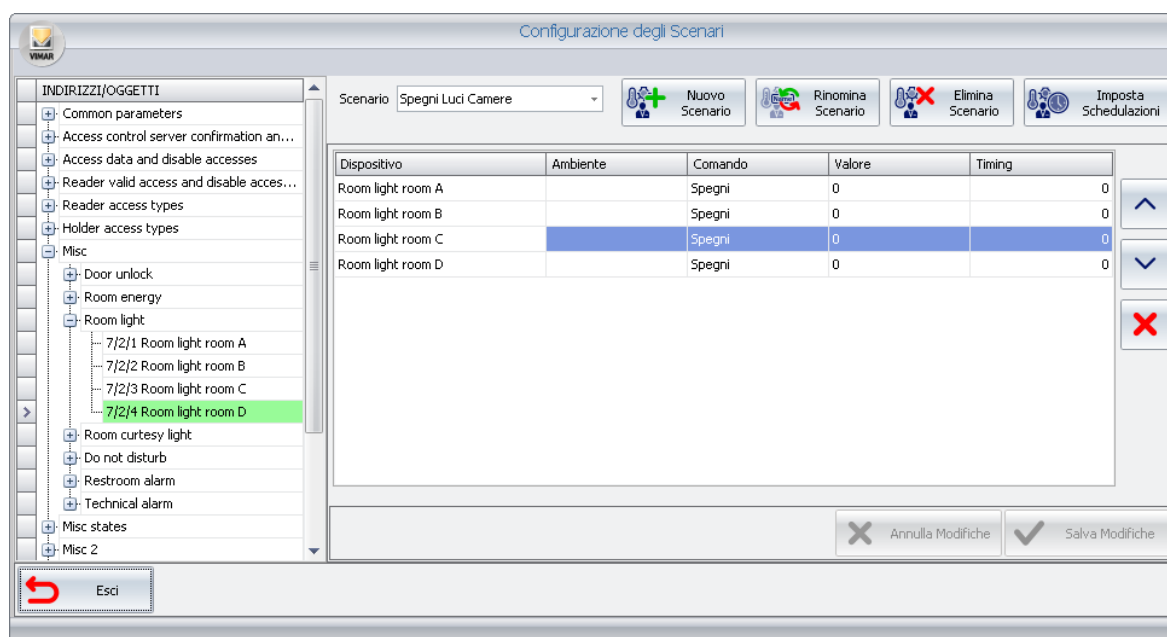 Configurazione degli Scenari
VIMAR
INDIRIZZI/OGGETTI
Common parameters
Access control server confirmation an...
Access data and disable accesses
Reader valid access and disable acces...
Reader access types
Holder access types
Misc
Door unlock
Room energy
Room light
7/2/1 Room light room A
7/2/2 Room light room B
7/2/3 Room light room C
7/2/4 Room light room D
Room curtesy light
Do not disturb
Restroom alarm
Technical alarm
Misc states
Misc 2
Scenario Spegni Luci Camere
Nuovo
Scenario
Rinomina
Scenario
Elimina
Scenario
Imposta
Schedulazioni
Dispositivo Ambiente Comando Valore Timing
Room light room A Spegni 0 0
Room light room B Spegni 0 0
Room light room C Spegni 0 0
Room light room D Spegni 0 0
Annulla Modifiche Salva Modifiche
Esci